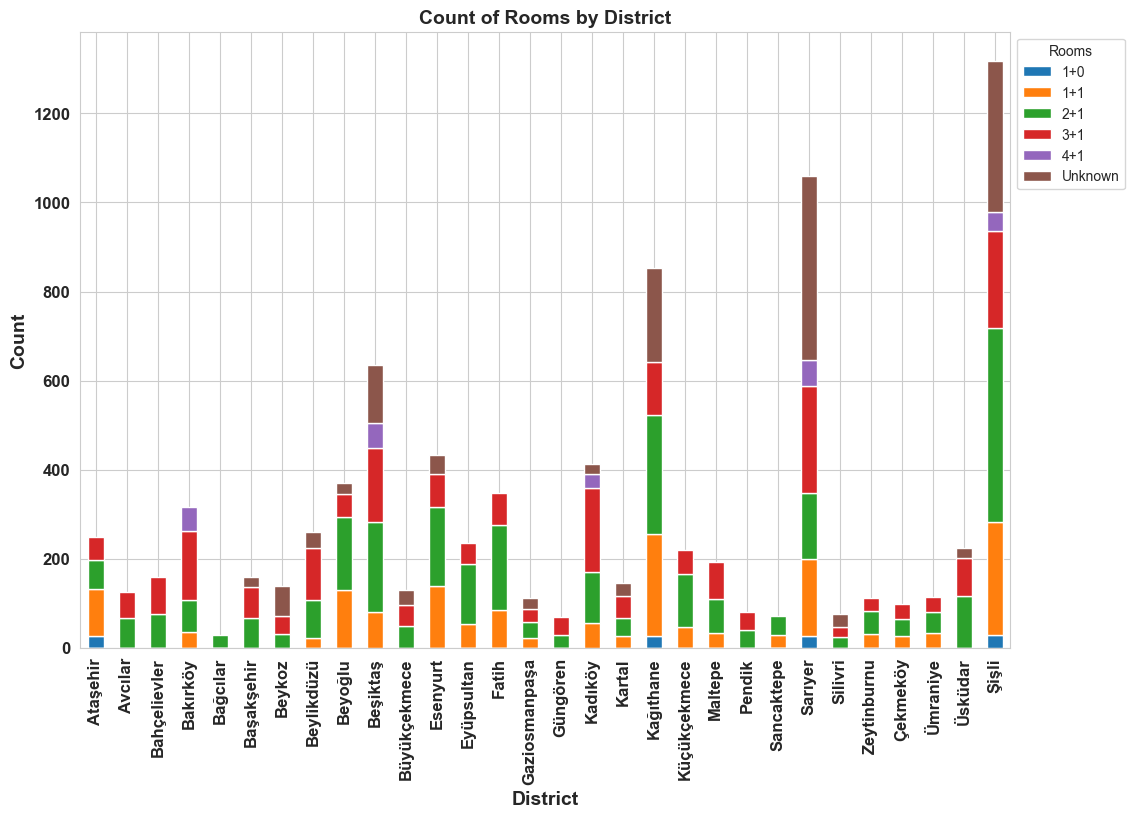 Count of Rooms by District
Rooms
1+0
1+1
2+1
3+1
4+1
Unknown
Count
1200
1000
800
600
400
200
0
Ataşehir
Avcılar
Bahçelievler
Bakırköy
Bağcılar
Başakşehir
Beykoz
Beylikdüzü
Beyoğlu
Beşiktaş
Büyükçekmece
Esenyurt
Eyüpsultan
Fatih
Gaziosmanpaşa
Güngören
Kadıköy
Kartal
Kağıthane
Küçükçekmece
Maltepe
Pendik
Sancaktepe
Sarıyer
Silivri
Zeytinburnu
Çekmeköy
Ümraniye
Üsküdar
Şişli
District